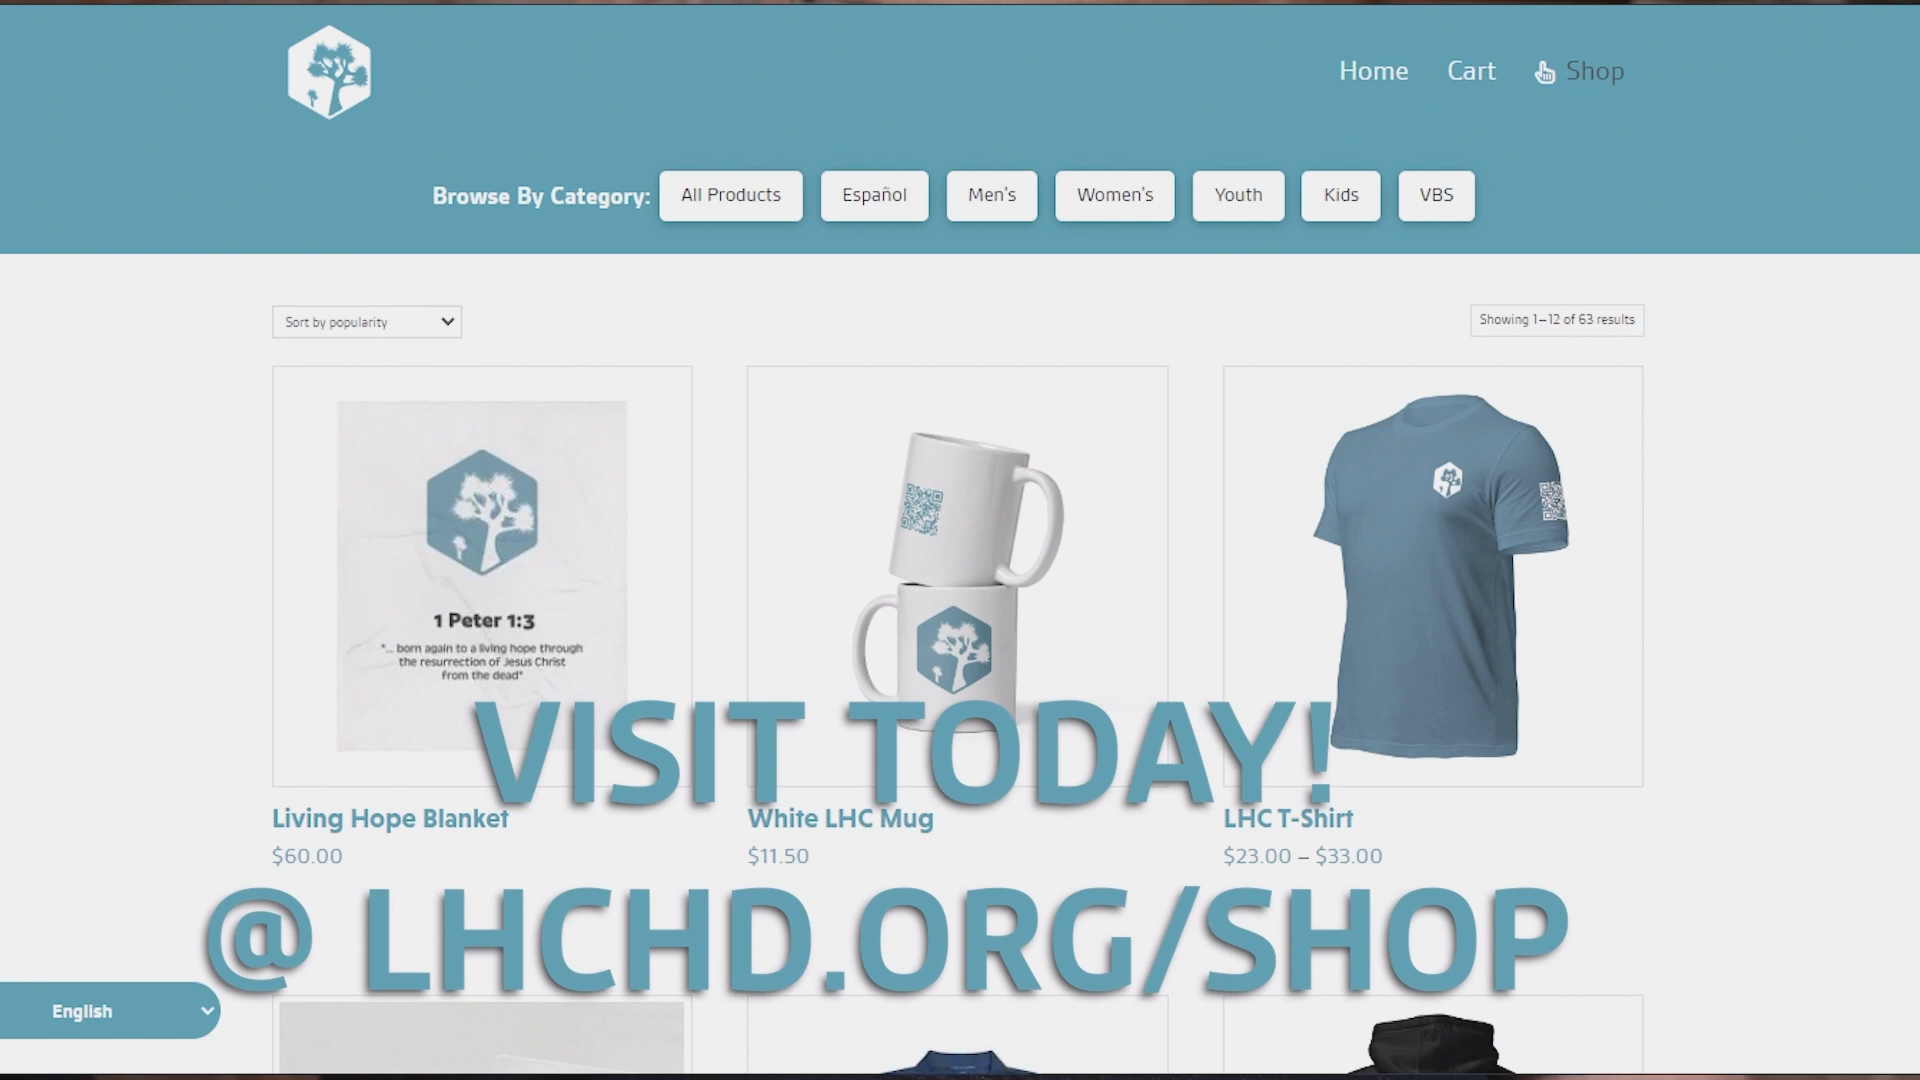 Home Cart Shop
Browse By Category: All Products Español Men's Women's Youth Kids VBS
Sort by popularity
Showing 1–12 of 63 results
1 Peter 1:3
"... born again to a living hope through
the resurrection of Jesus Christ
from the dead"
VISIT TODAY!
Living Hope Blanket
$60.00
White LHC Mug
$11.50
LHC T-Shirt
$23.00 – $33.00
@ LHCHD.ORG/SHOP
English